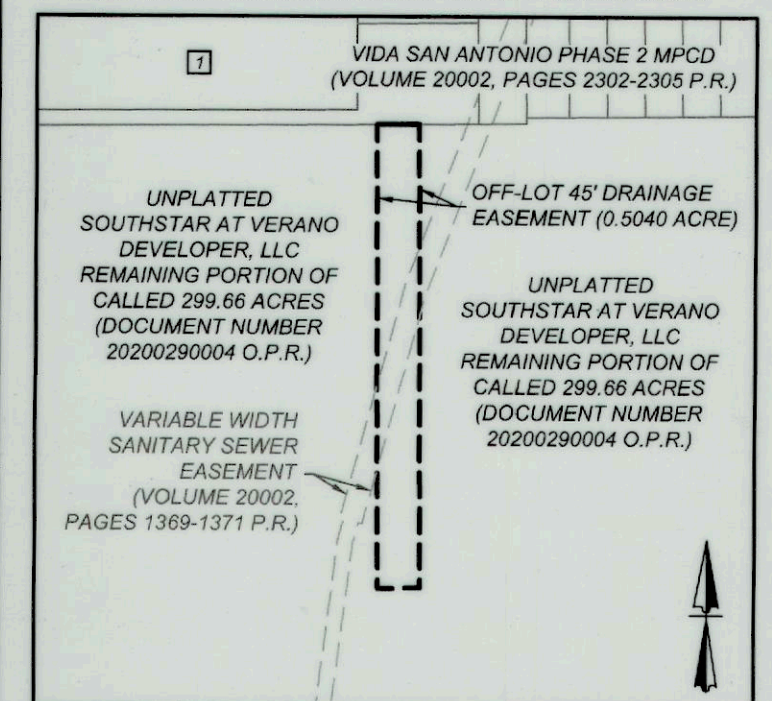 1
VIDA SAN ANTONIO PHASE 2 MPCD
(VOLUME 20002, PAGES 2302-2305 P.R.)
UNPLATTED
SOUTHSTAR AT VERANO
DEVELOPER, LLC
REMAINING PORTION OF
CALLED 299.66 ACRES
(DOCUMENT NUMBER
20200290004 O.P.R.)
OFF-LOT 45' DRAINAGE
EASEMENT (0.5040 ACRE)
UNPLATTED
SOUTHSTAR AT VERANO
DEVELOPER, LLC
REMAINING PORTION OF
CALLED 299.66 ACRES
(DOCUMENT NUMBER
20200290004 O.P.R.)
VARIABLE WIDTH
SANITARY SEWER
EASEMENT
(VOLUME 20002,
PAGES 1369-1371 P.R.)